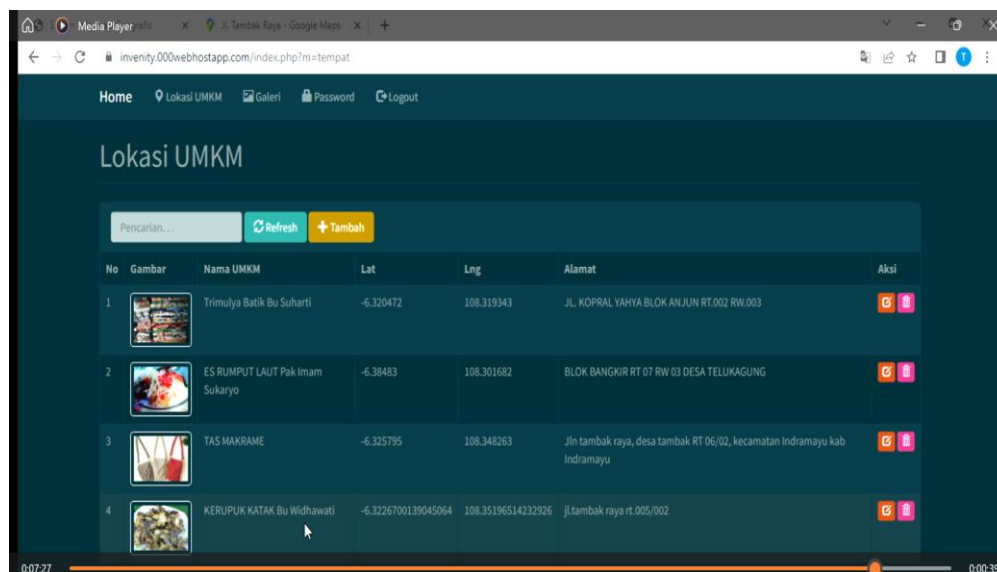 Media Player
JL Tambak Raya - Google Maps
invenity.000webhostapp.com/index.php?m=tempat
T
Home Lokasi UMKM Galeri Password Logout
Lokasi UMKM
Pencarian... Refresh Tambah
No Gambar Nama UMKM Lat Lng Alamat Aksi
1 Trimulya Batik Bu Suharti -6.320472 108.319343 JL. KOPRAL YAHYA BLOK ANJUN RT.002 RW.003
2 ES RUMPUT LAUT Pak Imam -6.38483 108.301682 BLOK BANGKIR RT 07 RW 03 DESA TELUKAGUNG
Sukaryo
3 TAS MAKRAME -6.325795 108.348263 Jln tambak raya, desa tambak RT 06/02, kecamatan Indramayu kab
Indramayu
4 KERUPUK KATAK Bu Widhawati -6.3226700139045064 108.35196514232926 jl.tambak raya rt.005/002
0:07:27 0:00:39